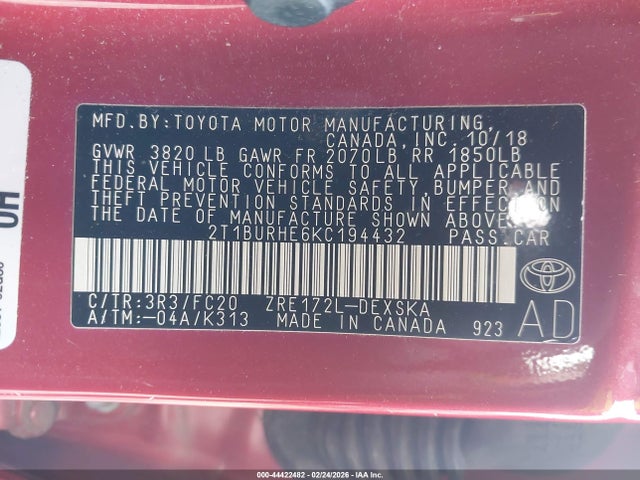 MFD. BY: TOYOTA MOTOR MANUFACTURING,
CANADA, INC. 10/18
GVWR 3820 LB GAWR FR 2070LB RR 1850LB
THIS VEHICLE CONFORMS TO ALL APPLICABLE
FEDERAL MOTOR VEHICLE SAFETY, BUMPER, AND
THEFT PREVENTION STANDARDS IN EFFECT ON
THE DATE OF MANUFACTURE SHOWN ABOVE.
2T1BURHE6KC194432 PASS.CAR
C/TR:3R3/FC20 ZRE172L-DEXSKA
A/TM:-04A/K313 MADE IN CANADA 923
AD
000-44422482 - 02/24/2026 - IAAI.COM